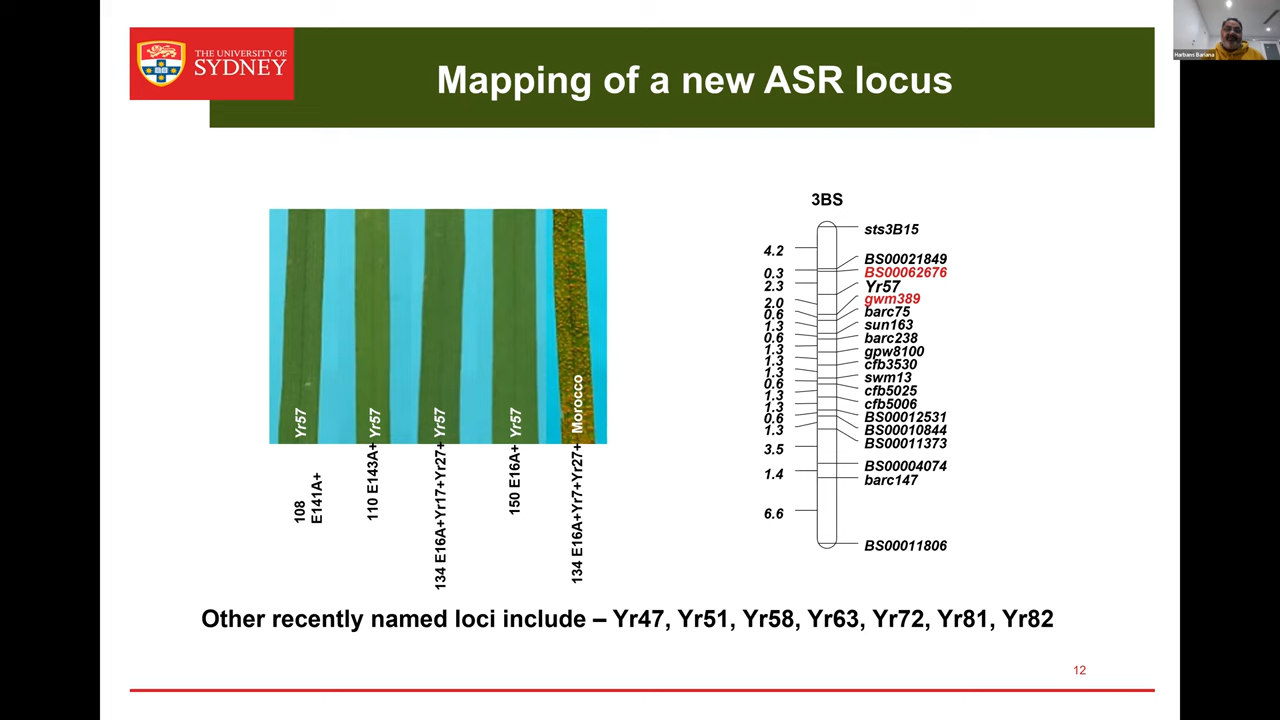 THE UNIVERSITY OF
SYDNEY
Mapping of a new ASR locus
Harbans Bariana
Yr57
Yr57
Yr57
Yr57
Morocco
108
E141A+
110 E143A+
134 E16A+Yr17+Yr27+
150 E16A+
134 E16A+Yr7+Yr27+
3BS
4.2
0.3
2.3
2.0
0.6
1.3
0.6
1.3
1.3
1.3
0.6
1.3
1.3
0.6
1.3
3.5
1.4
6.6
sts3B15
BS00021849
BS00062676
Yr57
gwm389
barc75
sun163
barc238
gpw8100
cfb3530
swm13
cfb5025
cfb5006
BS00012531
BS00010844
BS00011373
BS00004074
barc147
BS00011806
Other recently named loci include – Yr47, Yr51, Yr58, Yr63, Yr72, Yr81, Yr82
12